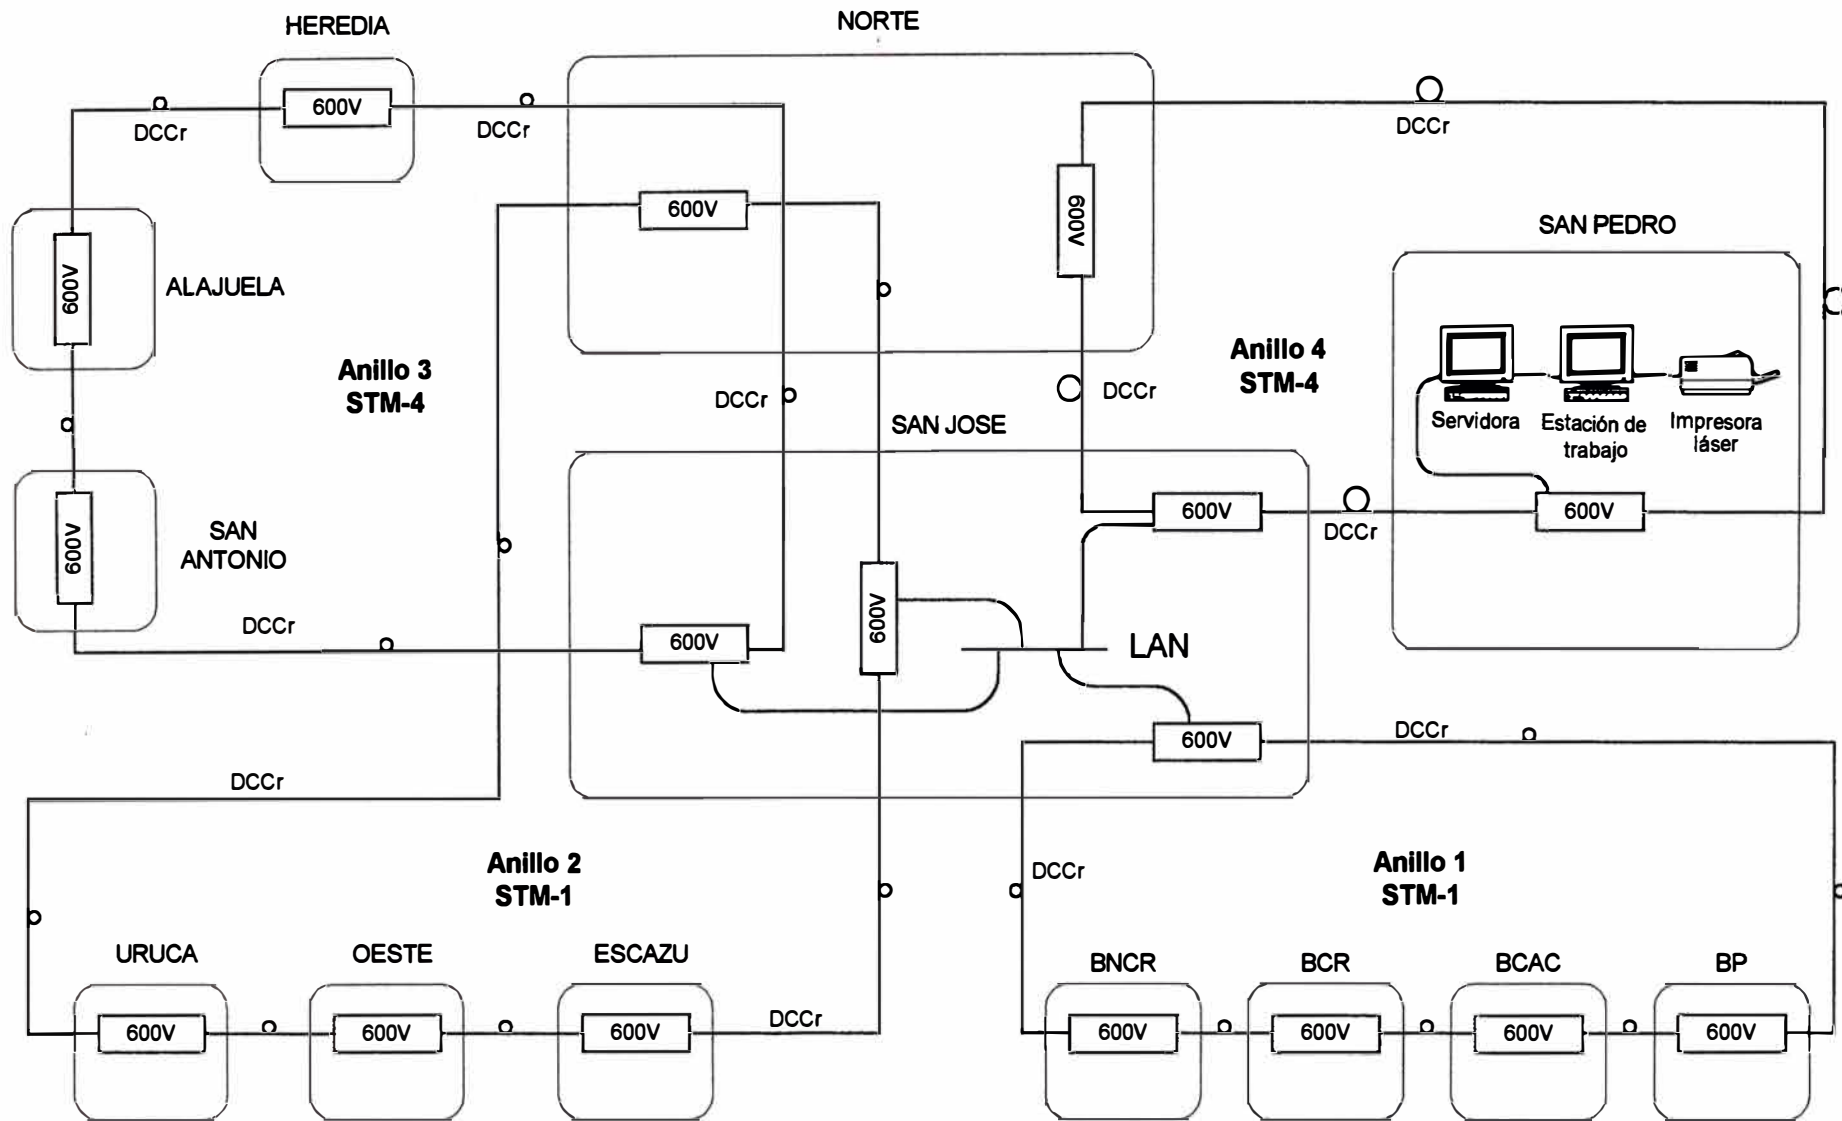 HEREDIA
NORTE
600V
DCCr
DCCr
DCCr
600V
600V
SAN PEDRO
600V
ALAJUELA
Anillo 3
STM-4
DCCr
DCCr
Anillo 4
STM-4
Servidora
Estación de
trabajo
Impresora
láser
SAN JOSE
600V
SAN
ANTONIO
600V
DCCr
600V
DCCr
600V
600V
LAN
600V
DCCr
DCCr
Anillo 2
STM-1
DCCr
Anillo 1
STM-1
URUCA
OESTE
ESCAZU
BNCR
BCR
BCAC
BP
600V
600V
600V
DCCr
600V
600V
600V
600V